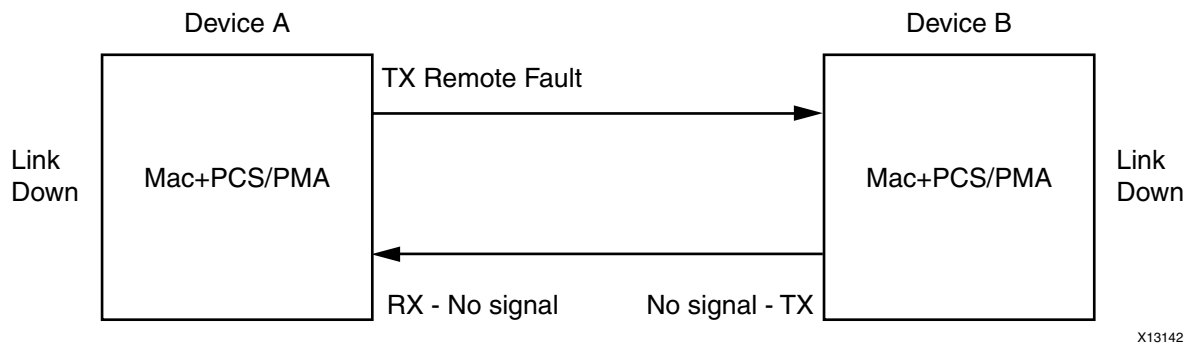 Device A
Device B
TX Remote Fault
Link
Down
Mac+PCS/PMA
Mac+PCS/PMA
Link
Down
RX - No signal
No signal - TX
X13142